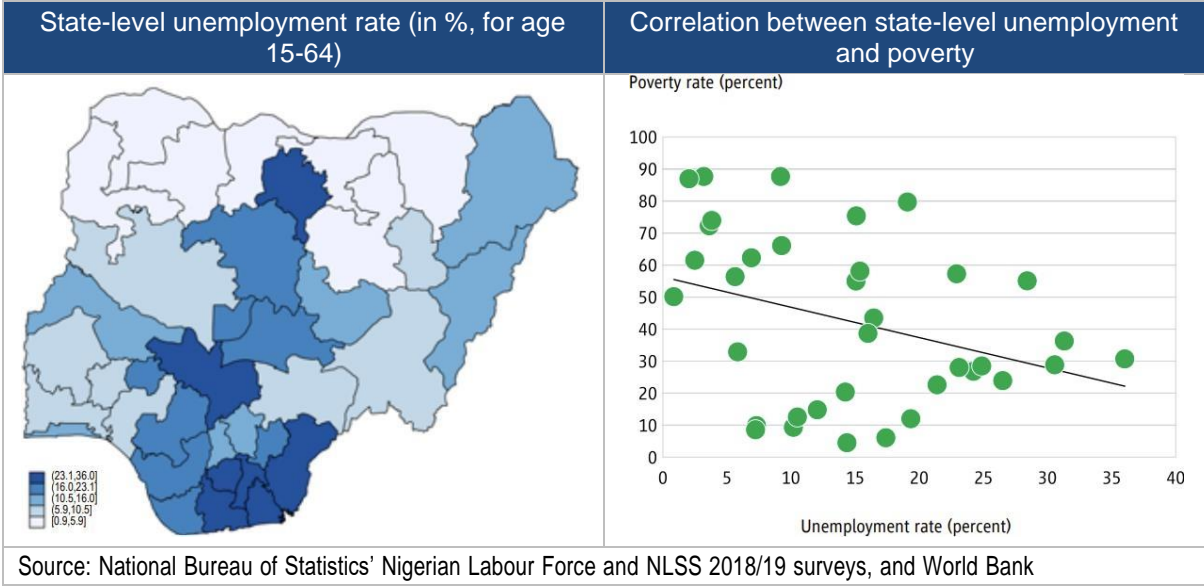 State-level unemployment rate (in %, for age
15-64)
Correlation between state-level unemployment
and poverty
(23.1,36.0]
(16.0,23.1]
(10.5,16.0]
(5.9,10.5]
[0.9,5.9]
Poverty rate (percent)
100
90
80
70
60
50
40
30
20
10
0
0 5 10 15 20 25 30 35 40
Unemployment rate (percent)
Source: National Bureau of Statistics’ Nigerian Labour Force and NLSS 2018/19 surveys, and World Bank